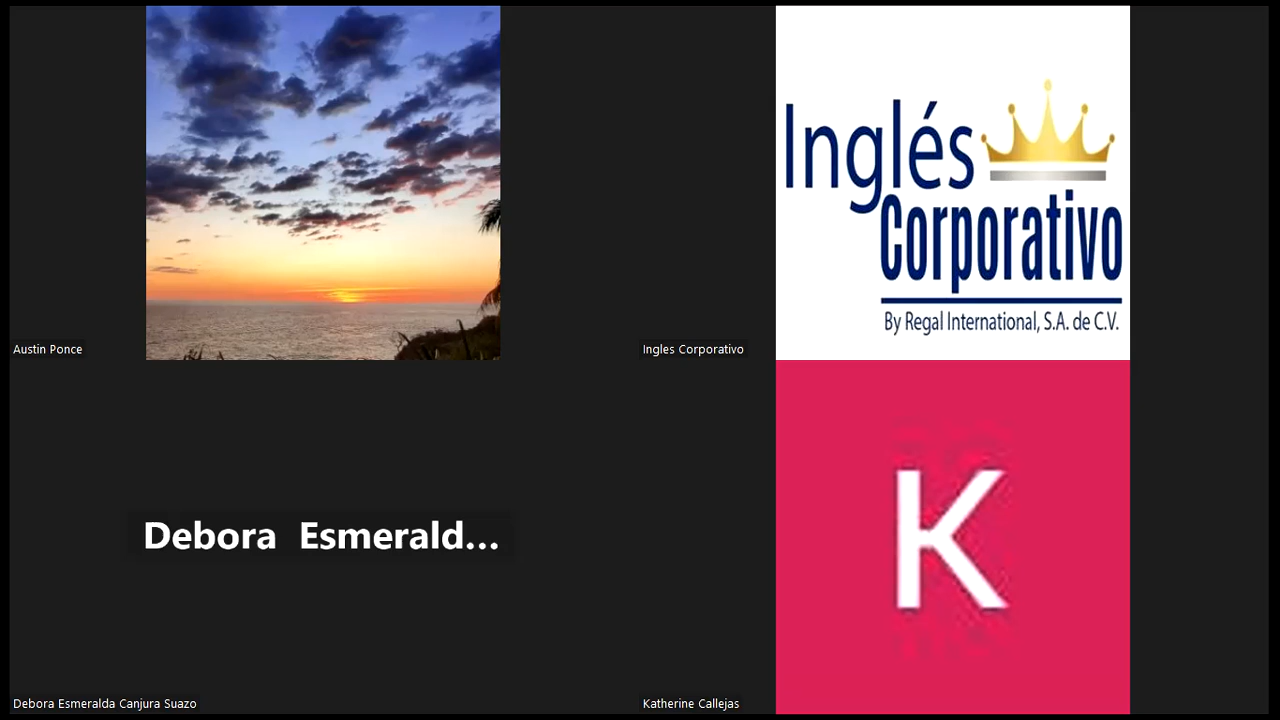 Inglés
Corporativo
By Regal International, S.A. de C.V.
Austin Ponce
Ingles Corporativo
Debora Esmerald...
K
Debora Esmeralda Canjura Suazo
Katherine Callejas